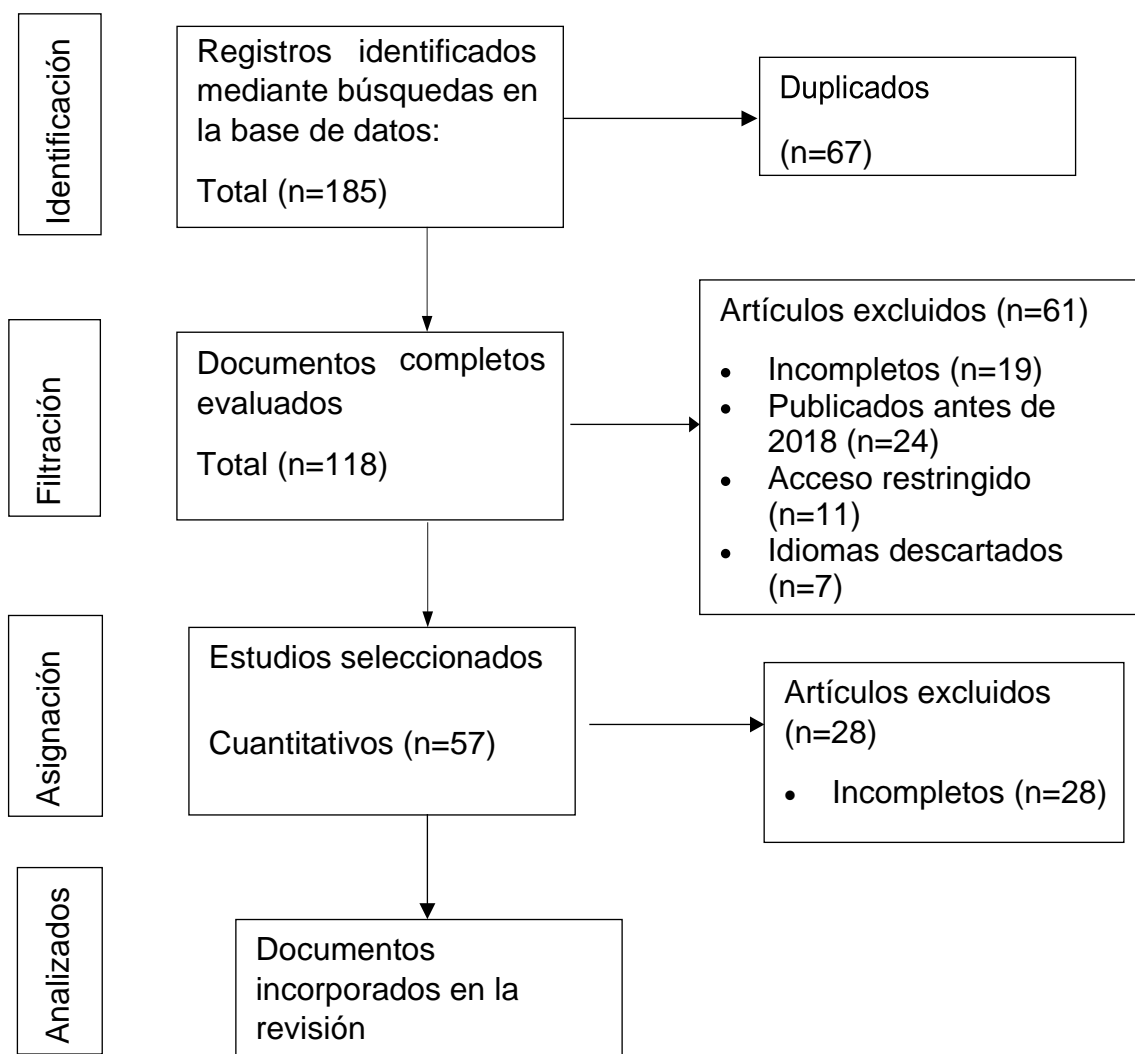 Identificación
Registros identificados
mediante búsquedas en
la base de datos:
Total (n=185)
Duplicados
(n=67)
Filtración
Documentos completos
evaluados
Total (n=118)
Artículos excluidos (n=61)
• Incompletos (n=19)
• Publicados antes de
2018 (n=24)
• Acceso restringido
(n=11)
• Idiomas descartados
(n=7)
Asignación
Estudios seleccionados
Cuantitativos (n=57)
Artículos excluidos
(n=28)
• Incompletos (n=28)
Analizados
Documentos
incorporados en la
revisión